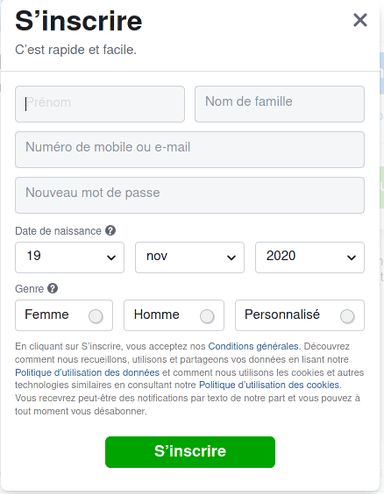 S'inscrire
C'est rapide et facile.
Prénom
Nom de famille
Numéro de mobile ou e-mail
Nouveau mot de passe
Date de naissance ?
19
nov
2020
Genre ?
Femme
Homme
Personnalisé
En cliquant sur S'inscrire, vous acceptez nos Conditions générales. Découvrez
comment nous recueillons, utilisons et partageons vos données en lisant notre
Politique d'utilisation des données et comment nous utilisons les cookies et autres
technologies similaires en consultant notre Politique d'utilisation des cookies.
Vous recevrez peut-être des notifications par texto de notre part et vous pouvez à
tout moment vous désabonner.
S'inscrire